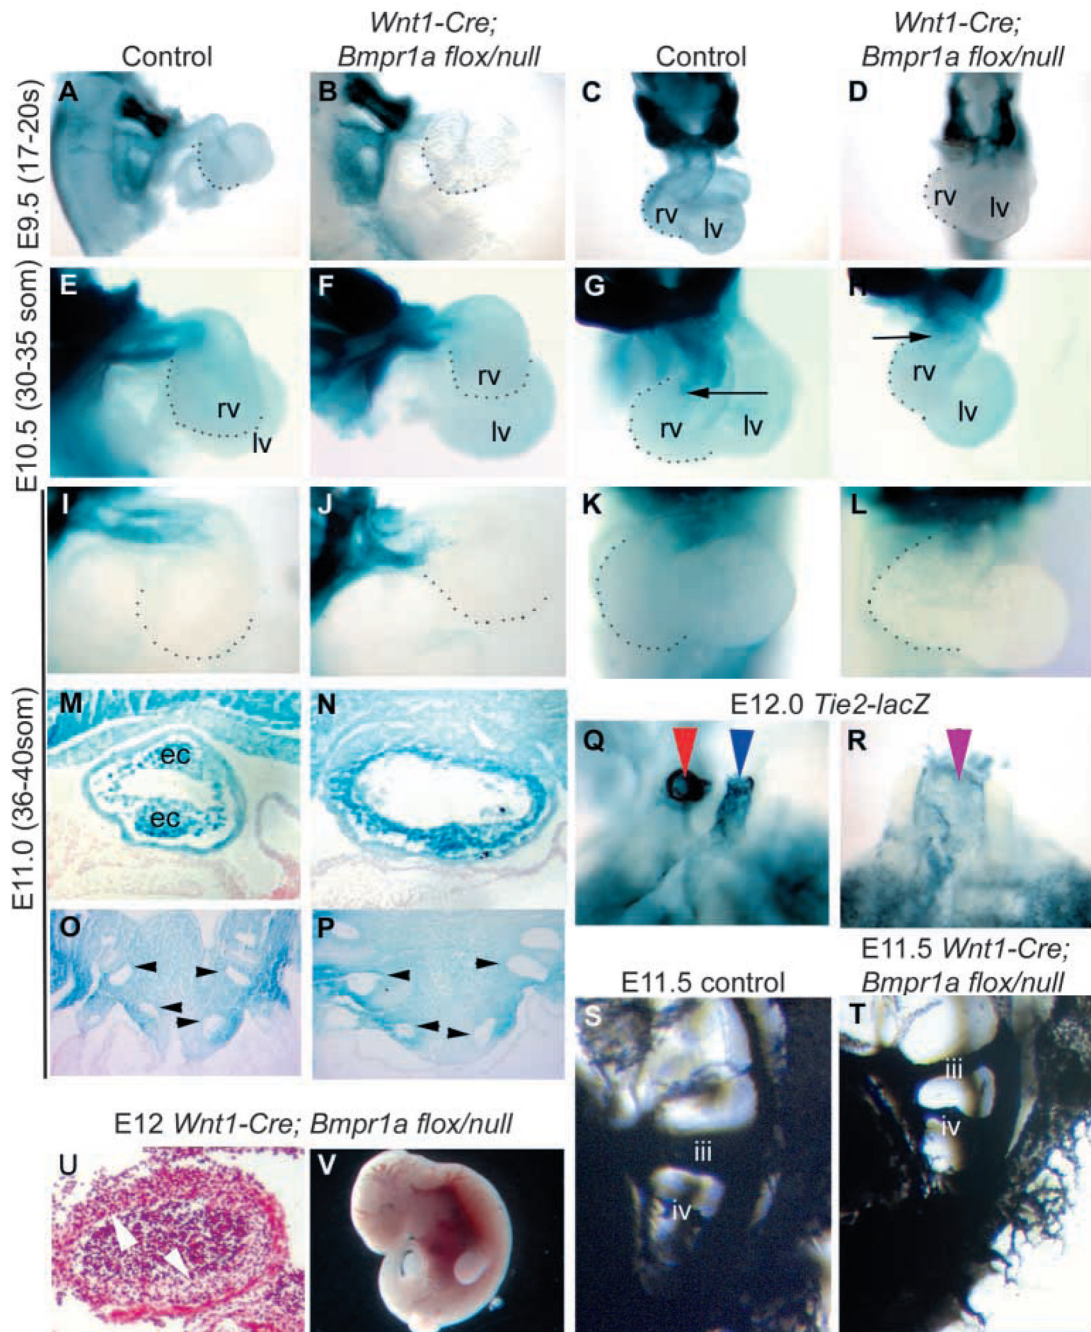 Control
Wnt1-Cre;
Bmpr1a flox/null
Control
Wnt1-Cre;
Bmpr1a flox/null
E9.5 (17-20s)
A
B
C
rv
lv
D
rv
lv
E10.5 (30-35 som)
E
rv
lv
F
rv
lv
G
rv
lv
H
rv
lv
E11.0 (36-40som)
I
J
K
L
M
ec
ec
N
E12.0 Tie2-lacZ
Q
R
O
P
E11.5 control
E11.5 Wnt1-Cre;
Bmpr1a flox/null
S
iii
iv
T
iii
iv
E12 Wnt1-Cre; Bmpr1a flox/null
U
V